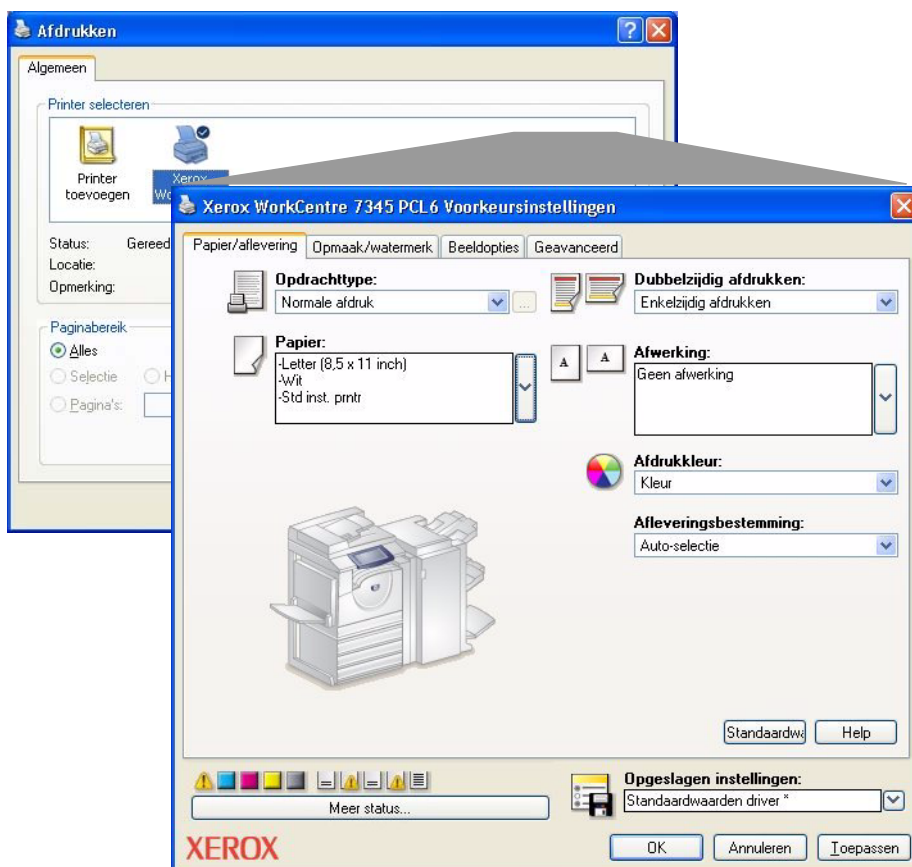 Afdrukken
Algemeen
Printer selecteren
Printer toevoegen
Xerox
Status: Gereed
Locatie:
Opmerking:
Paginabereik
Alles
Selectie
Pagina's:
Xerox WorkCentre 7345 PCL6 Voorkeursinstellingen
Papier/aflevering Opmaak/watermerk Beeldopties Geavanceerd
Opdrachttype:
Normale afdruk
...
Papier:
-Letter (8,5 x 11 inch)
-Wit
-Std inst. prntr
Dubbelzijdig afdrukken:
Enkelzijdig afdrukken
A A
Afwerking:
Geen afwerking
Afdrukkleur:
Kleur
Afleveringsbestemming:
Auto-selectie
Standaardwa Help
Meer status...
Opgeslagen instellingen:
Standaardwaarden driver *
XEROX
OK Annuleren Toepassen